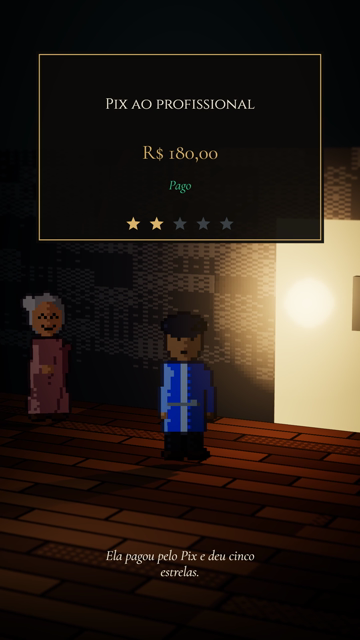 Pix ao profissional
R$ 180,00
Pago
Ela pagou pelo Pix e deu cinco
estrelas.